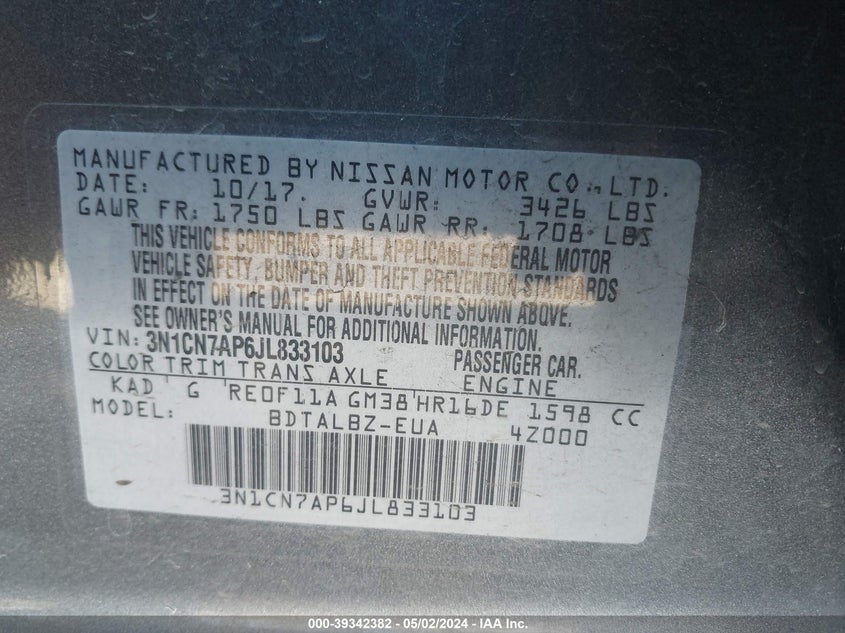 MANUFACTURED BY NISSAN MOTOR CO., LTD.
DATE: 10/17. GVWR: 3426 LBS
GAWR FR: 1750 LBS GAWR RR: 1708 LBS
THIS VEHICLE CONFORMS TO ALL APPLICABLE FEDERAL MOTOR
VEHICLE SAFETY, BUMPER AND THEFT PREVENTION STANDARDS
IN EFFECT ON THE DATE OF MANUFACTURE SHOWN ABOVE.
SEE OWNER'S MANUAL FOR ADDITIONAL INFORMATION.
VIN: 3N1CN7AP6JL833103 PASSENGER CAR.
COLOR TRIM TRANS AXLE ENGINE
KAD G RE0F11A GM38 HR16DE 1598 CC
MODEL: BDTALBZ-EUA 4Z000
3N1CN7AP6JL833103
000-39342382 - 05/02/2024 - IAA Inc.